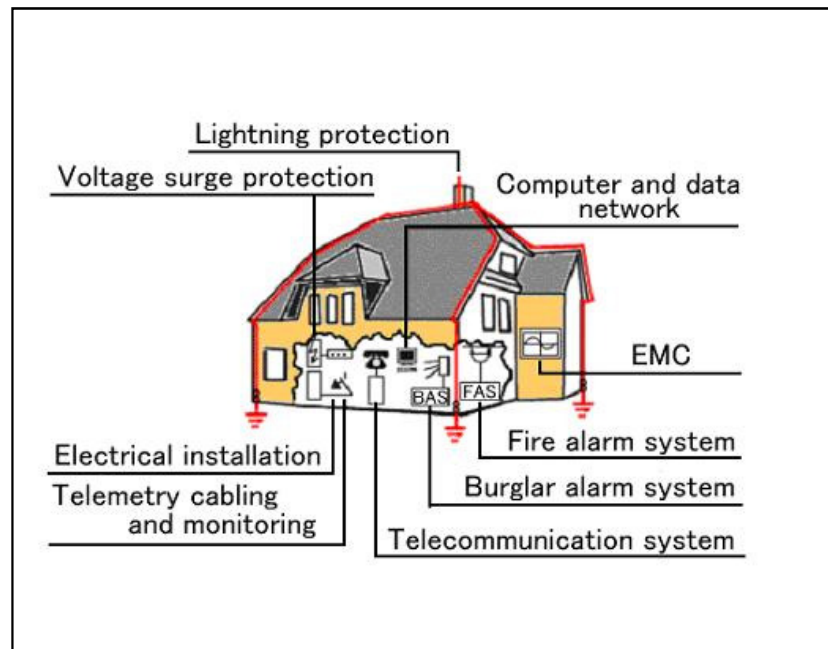 Lightning protection
Voltage surge protection
Computer and data
network
EMC
BAS
FAS
Fire alarm system
Electrical installation
Burglar alarm system
Telemetry cabling
and monitoring
Telecommunication system